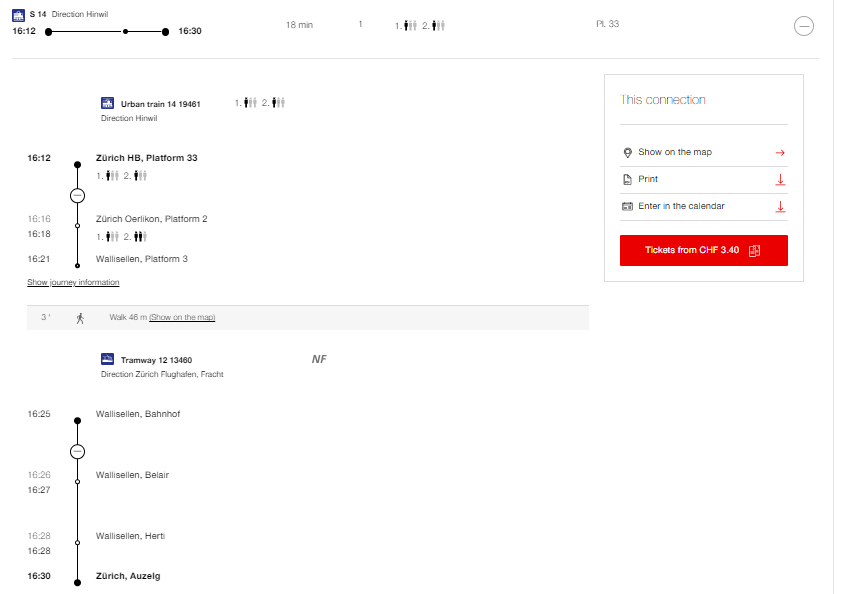 S 14 Direction Hinwil
16:12 16:30 18 min 1 1. 2. Pl. 33
This connection
Urban train 14 19461 1. 2.
Direction Hinwil
Show on the map
16:12 Zürich HB, Platform 33
1. 2.
Print
Enter in the calendar
16:16 Zürich Oerlikon, Platform 2
16:18 1. 2.
Tickets from CHF 3.40
16:21 Wallisellen, Platform 3
Show journey information
3 ' Walk 46 m (Show on the map)
Tramway 12 13460 NF
Direction Zürich Flughafen, Fracht
16:25 Wallisellen, Bahnhof
16:26 Wallisellen, Belair
16:27
16:28 Wallisellen, Herti
16:28
16:30 Zürich, Auzelg